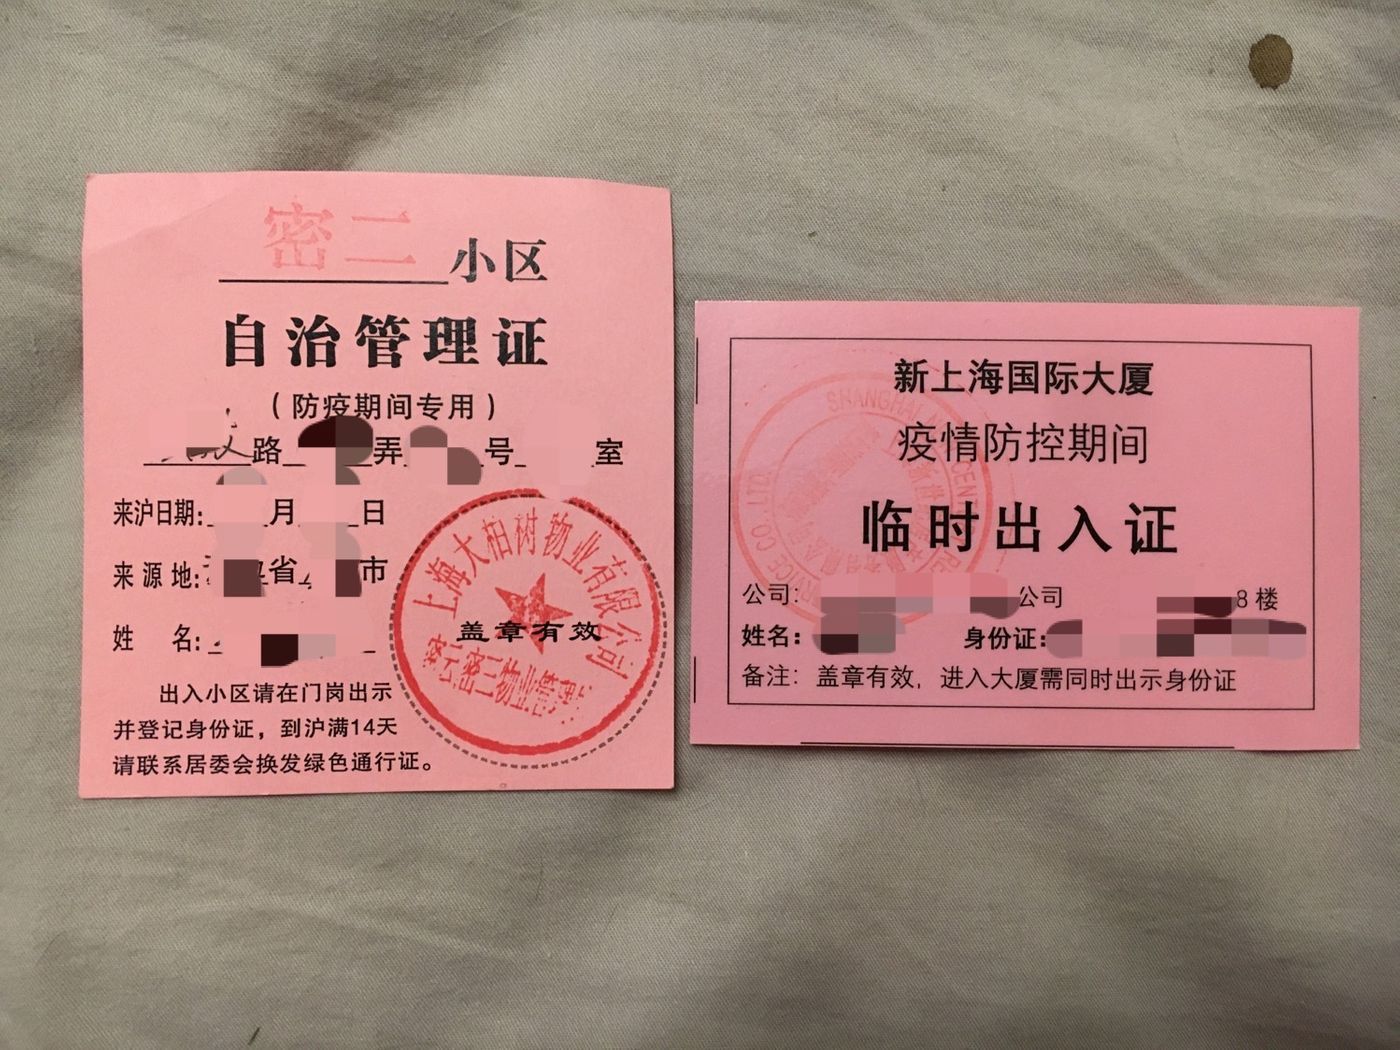 密二小区
自治管理证
（防疫期间专用）
路 弄 号 室
来沪日期: 月 日
来源地: 省 市
姓名:
出入小区请在门岗出示
并登记身份证，到沪满14天
请联系居委会换发绿色通行证。
上海大柏树物业有限公司
盖章有效
新上海国际大厦
疫情防控期间
临时出入证
公司: 公司 8楼
姓名: 身份证:
备注: 盖章有效，进入大厦需同时出示身份证